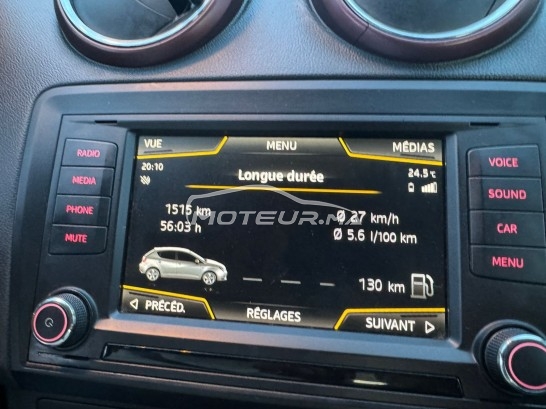 VUE
MENU
MÉDIAS
20:10
Longue durée
24.5°C
1515 km
56:03 h
Ø 27 km/h
Ø 5.6 l/100 km
MOTEUR.MA
130 km
PRÉCÉD.
RÉGLAGES
SUIVANT
RADIO
MEDIA
PHONE
MUTE
VOICE
SOUND
CAR
MENU